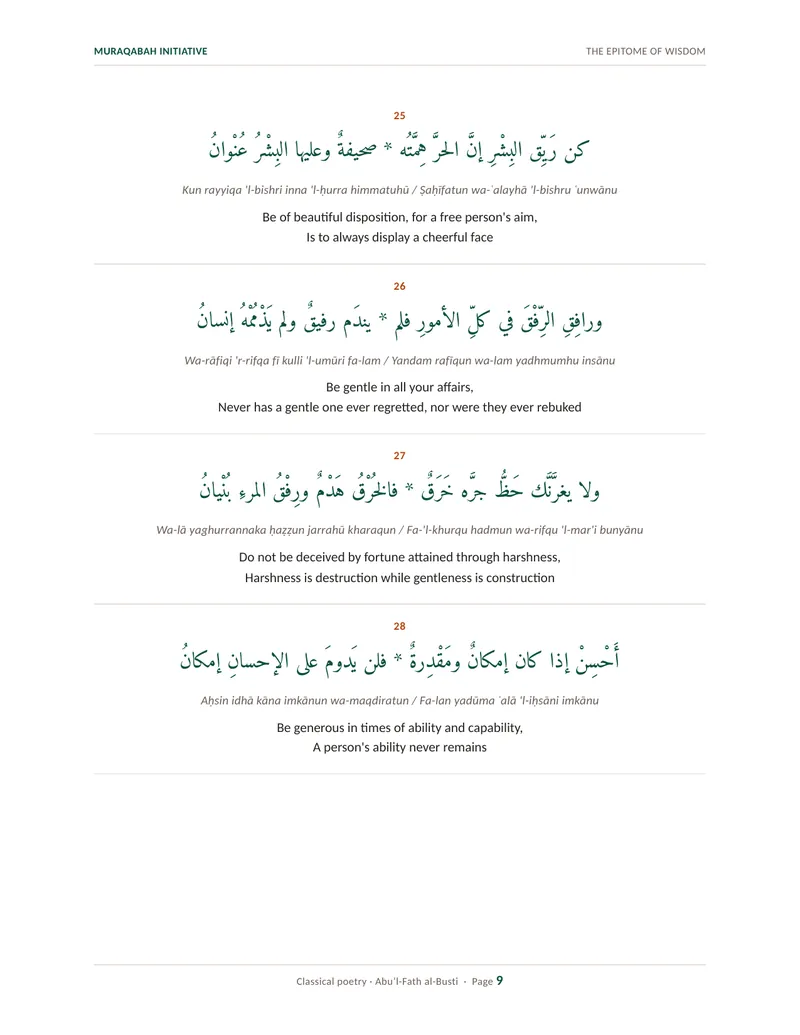 MURAQABAH INITIATIVE
THE EPITOME OF WISDOM
25
كن رَيِّق البِشْرِ إنَّ الحرَّ هِمَّتُه * صحيفةٌ وعليها البِشْرُ عُنْوانُ
Kun rayyiqa 'l-bishri inna 'l-ḥurra himmatuhū / Ṣaḥīfatun wa-ʿalayhā 'l-bishru ʿunwānu
Be of beautiful disposition, for a free person's aim,
Is to always display a cheerful face
26
ورافِقِ الرِّفْقَ في كلِّ الأمورِ فلم * يندَم رفيقٌ ولم يَذْمُمْهُ إنسانُ
Wa-rāfiqi 'r-rifqa fī kulli 'l-umūri fa-lam / Yandam rafīqun wa-lam yadhmumhu insānu
Be gentle in all your affairs,
Never has a gentle one ever regretted, nor were they ever rebuked
27
ولا يغرَّنَّك حَظُّ جرَّه خَرَقٌ * فالخُرْقُ هَدْمٌ ورِفْقُ المرءِ بُنْيانُ
Wa-lā yaghurrannaka ḥaẓẓun jarrahū kharaqun / Fa-'l-khurqu hadmun wa-rifqu 'l-mar'i bunyānu
Do not be deceived by fortune attained through harshness,
Harshness is destruction while gentleness is construction
28
أَحْسِنْ إذا كان إمكانٌ ومَقْدِرةٌ * فلن يَدومَ على الإحسانِ إمكانُ
Aḥsin idhā kāna imkānun wa-maqdiratun / Fa-lan yadūma ʿalā 'l-iḥsāni imkānu
Be generous in times of ability and capability,
A person's ability never remains
Classical poetry · Abu'l-Fath al-Busti · Page 9